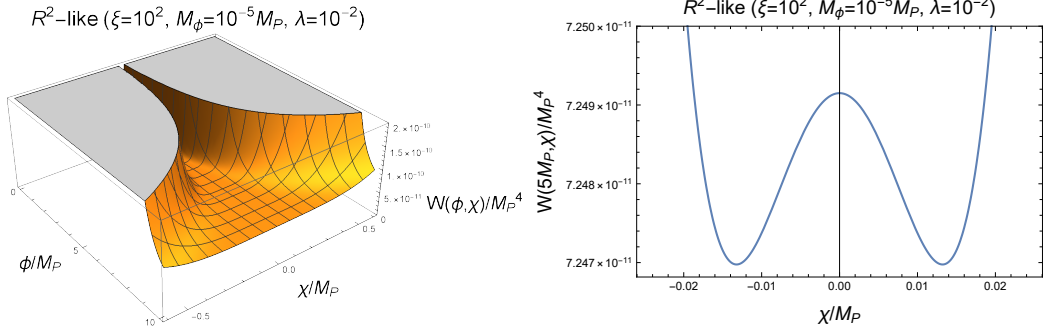 R²–like (ξ=10², M_ϕ=10⁻⁵M_P, λ=10⁻²)
2.×10⁻¹⁰
1.5×10⁻¹⁰
1.×10⁻¹⁰
5.×10⁻¹¹
0
W(ϕ,χ)/M_P⁴
0
5
10
ϕ/M_P
-0.5
0.0
0.5
χ/M_P
R²–like (ξ=10², M_ϕ=10⁻⁵M_P, λ=10⁻²)
W(5M_P,χ)/M_P⁴
7.250×10⁻¹¹
7.249×10⁻¹¹
7.248×10⁻¹¹
7.247×10⁻¹¹
-0.02 -0.01 0.00 0.01 0.02
χ/M_P